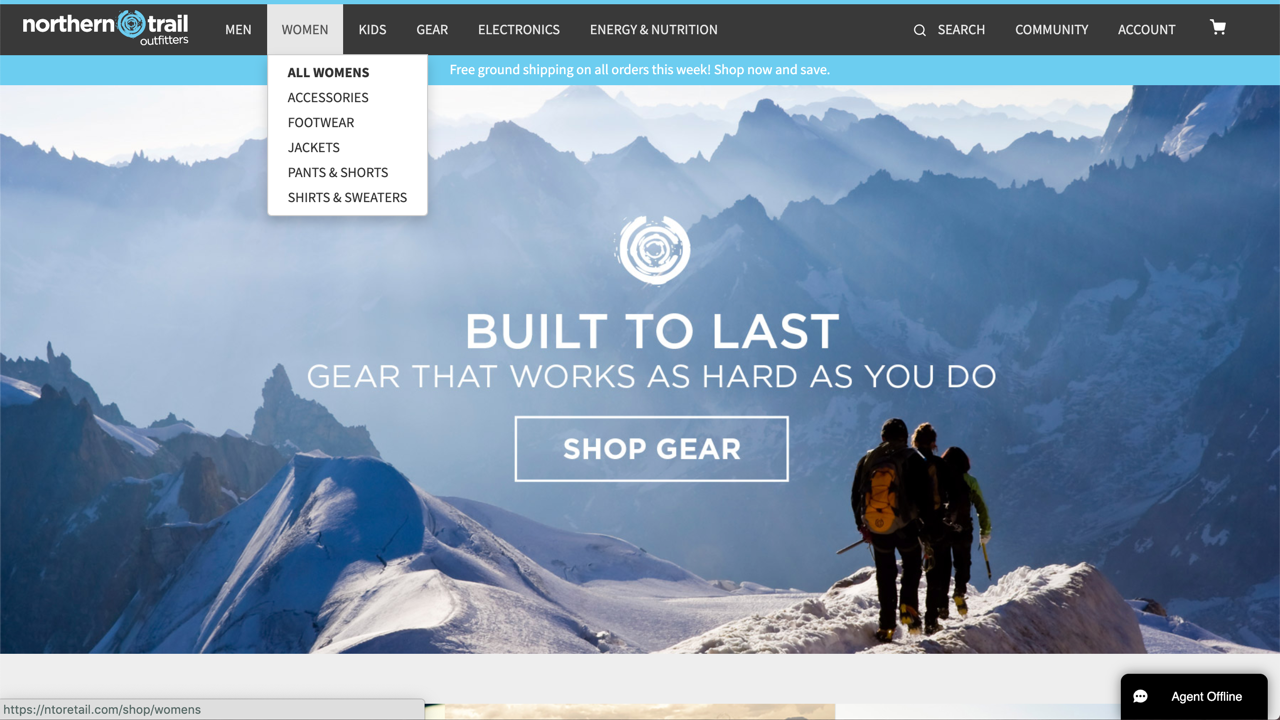 northern trail
outfitters
MEN
WOMEN
KIDS
GEAR
ELECTRONICS
ENERGY & NUTRITION
SEARCH
COMMUNITY
ACCOUNT
Free ground shipping on all orders this week! Shop now and save.
ALL WOMENS
ACCESSORIES
FOOTWEAR
JACKETS
PANTS & SHORTS
SHIRTS & SWEATERS
BUILT TO LAST
GEAR THAT WORKS AS HARD AS YOU DO
SHOP GEAR
Agent Offline
https://ntoretail.com/shop/womens